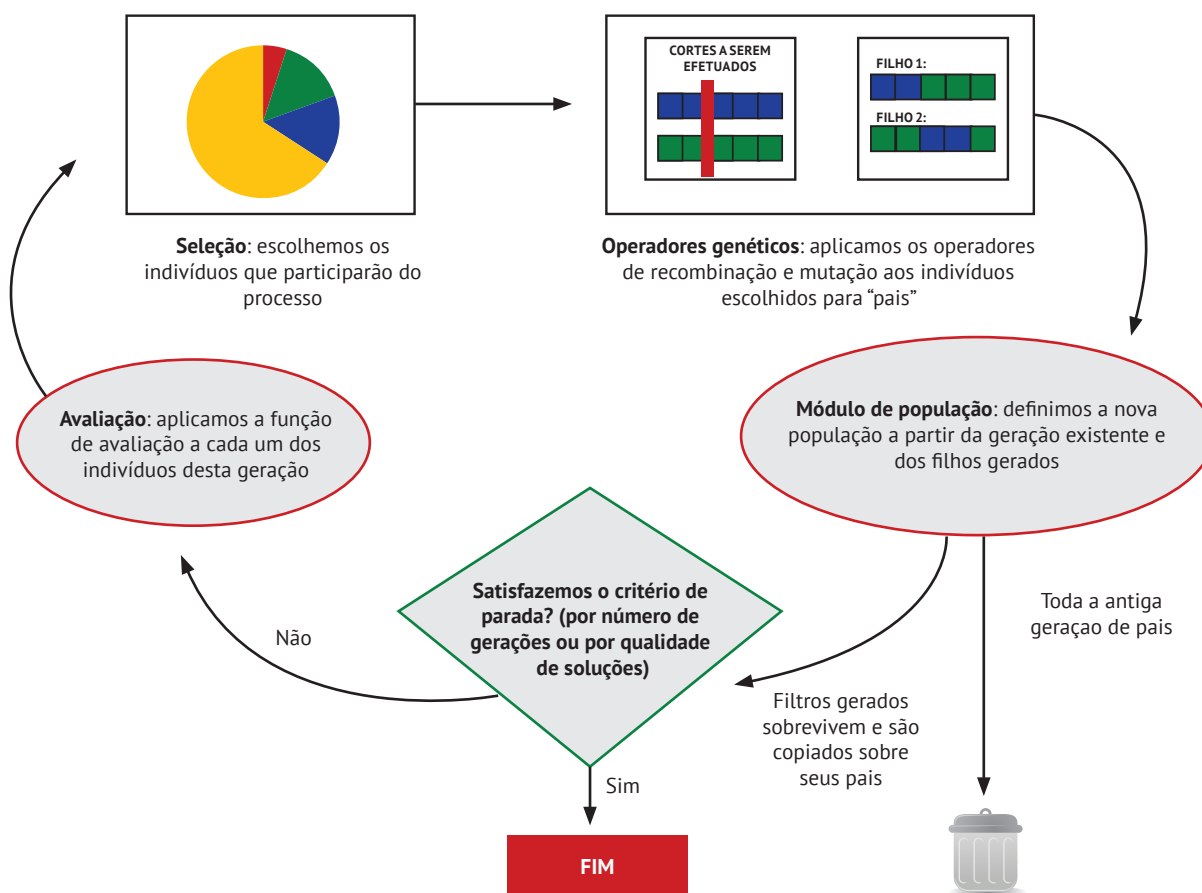 CORTES A SEREM
EFETUADOS
FILHO 1:
FILHO 2:
Seleção: escolhemos os
indivíduos que participarão do
processo
Operadores genéticos: aplicamos os operadores
de recombinação e mutação aos indivíduos
escolhidos para “pais”
Avaliação: aplicamos a função
de avaliação a cada um dos
indivíduos desta geração
Módulo de população: definimos a nova
população a partir da geração existente e
dos filhos gerados
Satisfazemos o critério de
parada? (por número de
gerações ou por qualidade
de soluções)
Não
Toda a antiga
geraçao de pais
Filtros gerados
sobrevivem e são
copiados sobre
seus pais
Sim
FIM